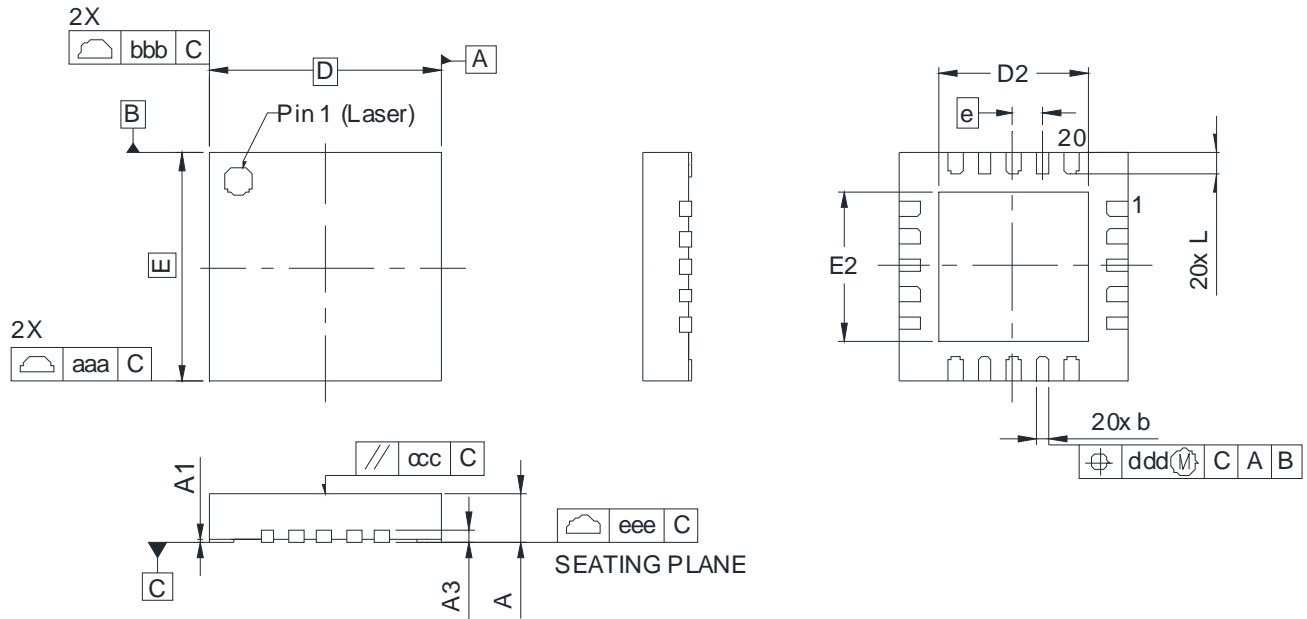 2X
bbb C
D
A
B
Pin 1 (Laser)
E
2X
aaa C
D2
e
20
1
E2
20x L
20x b
ddd M C A B
// ccc C
A1
eee C
SEATING PLANE
C
A3
A